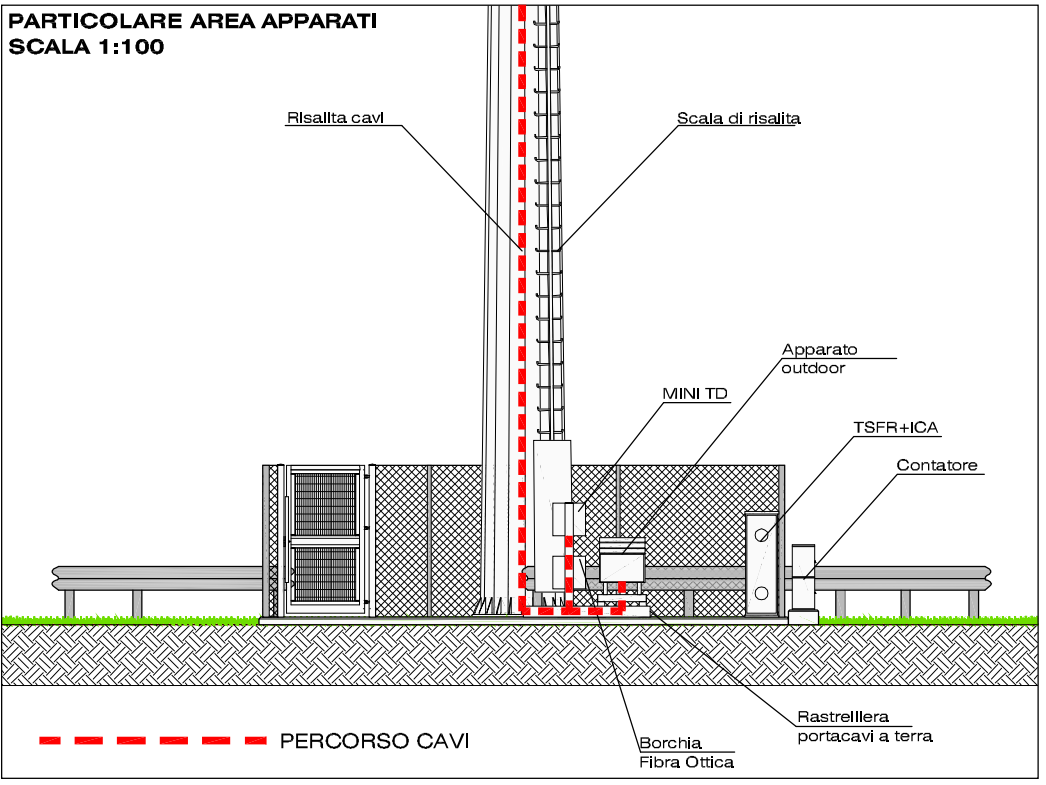 PARTICOLARE AREA APPARATI
SCALA 1:100
Risalita cavi
Scala di risalita
Apparato
outdoor
MINI TD
TSFR+ICA
Contatore
Rastrelliera
portacavi a terra
Borchia
Fibra Ottica
PERCORSO CAVI